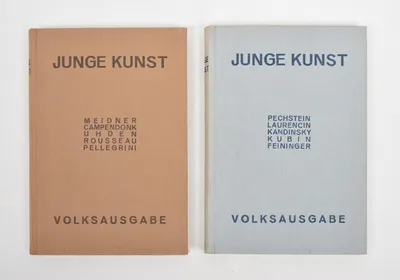 JUNGE KUNST
MEIDNER
CAMPENDONK
UHDEN
ROUSSEAU
PELLEGRINI
VOLKSAUSGABE
JUNGE KUNST
PECHSTEIN
LAURENCIN
KANDINSKY
KUBIN
FEININGER
VOLKSAUSGABE